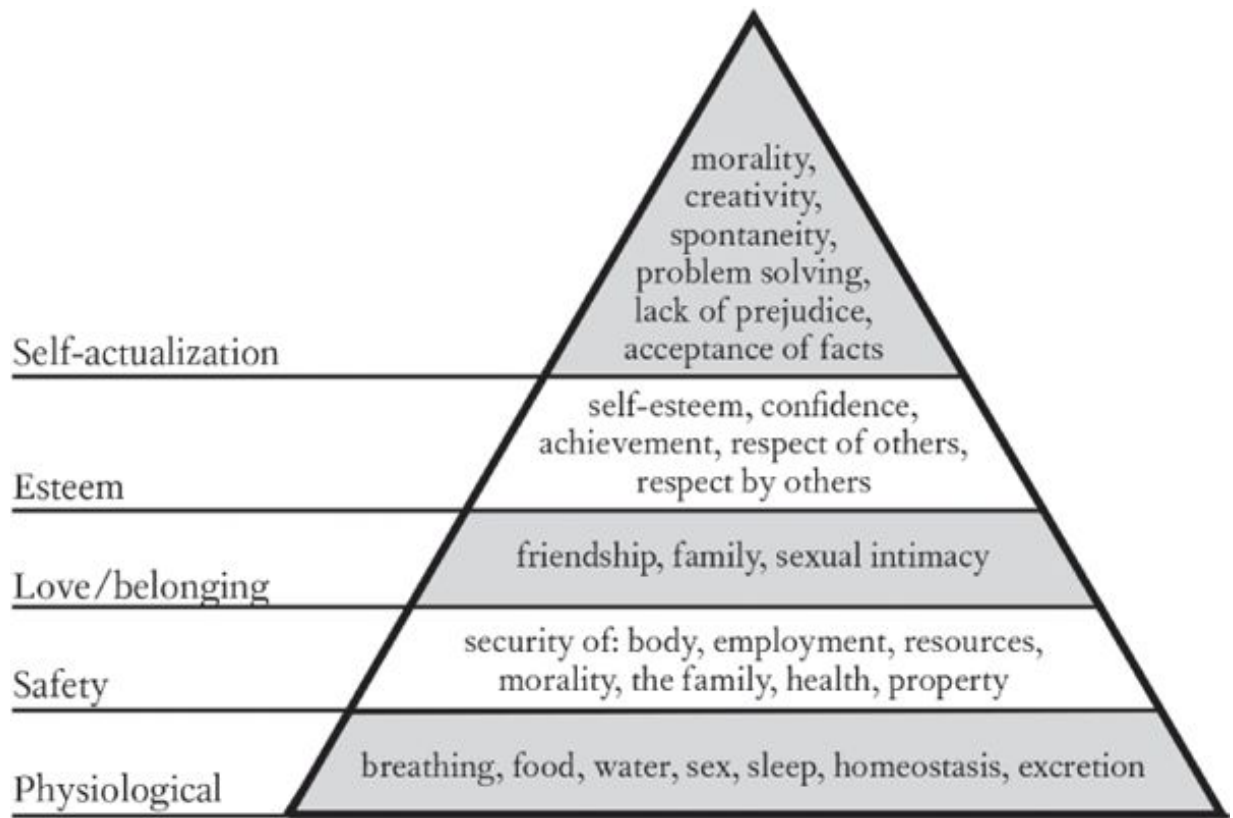 morality,
creativity,
spontaneity,
problem solving,
lack of prejudice,
acceptance of facts
Self-actualization
self-esteem, confidence,
achievement, respect of others,
respect by others
Esteem
friendship, family, sexual intimacy
Love/belonging
security of: body, employment, resources,
morality, the family, health, property
Safety
breathing, food, water, sex, sleep, homeostasis, excretion
Physiological